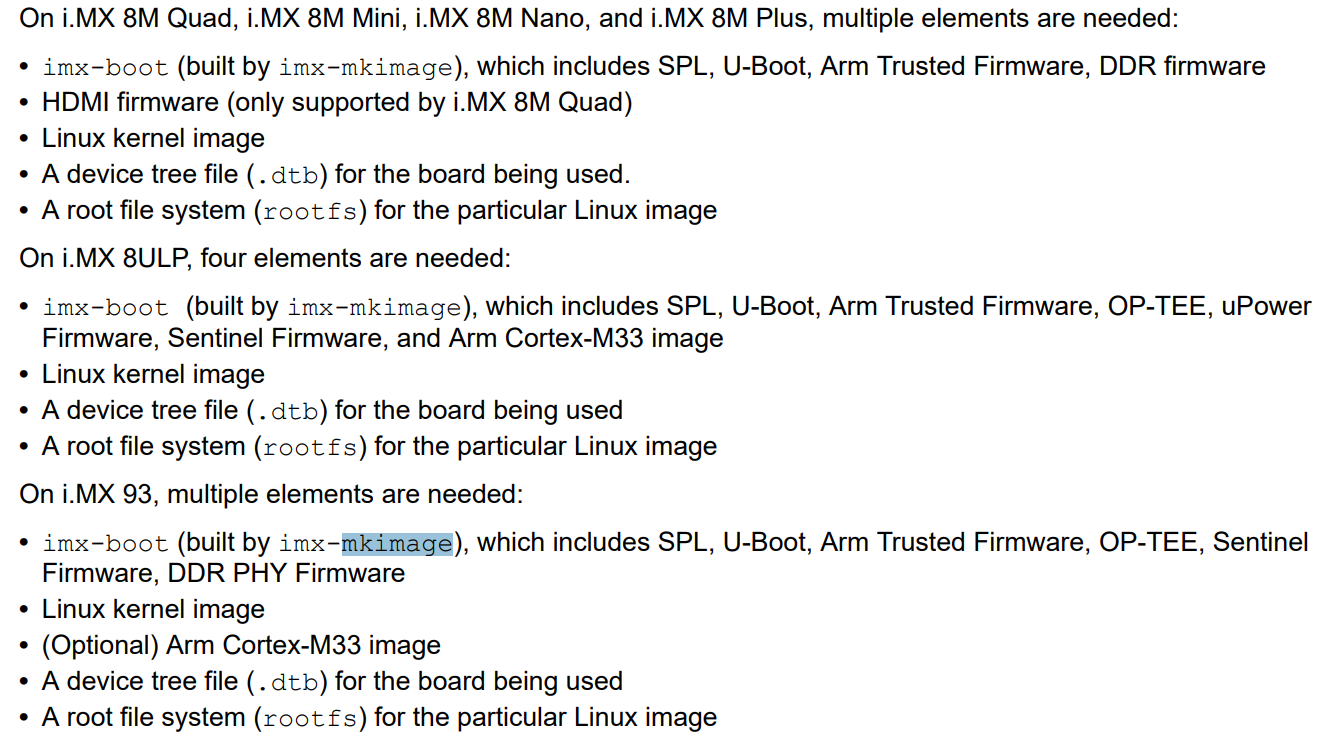 On i.MX 8M Quad, i.MX 8M Mini, i.MX 8M Nano, and i.MX 8M Plus, multiple elements are needed:
• imx-boot (built by imx-mkimage), which includes SPL, U-Boot, Arm Trusted Firmware, DDR firmware
• HDMI firmware (only supported by i.MX 8M Quad)
• Linux kernel image
• A device tree file (.dtb) for the board being used.
• A root file system (rootfs) for the particular Linux image
On i.MX 8ULP, four elements are needed:
• imx-boot (built by imx-mkimage), which includes SPL, U-Boot, Arm Trusted Firmware, OP-TEE, uPower
Firmware, Sentinel Firmware, and Arm Cortex-M33 image
• Linux kernel image
• A device tree file (.dtb) for the board being used
• A root file system (rootfs) for the particular Linux image
On i.MX 93, multiple elements are needed:
• imx-boot (built by imx-mkimage), which includes SPL, U-Boot, Arm Trusted Firmware, OP-TEE, Sentinel
Firmware, DDR PHY Firmware
• Linux kernel image
• (Optional) Arm Cortex-M33 image
• A device tree file (.dtb) for the board being used
• A root file system (rootfs) for the particular Linux image